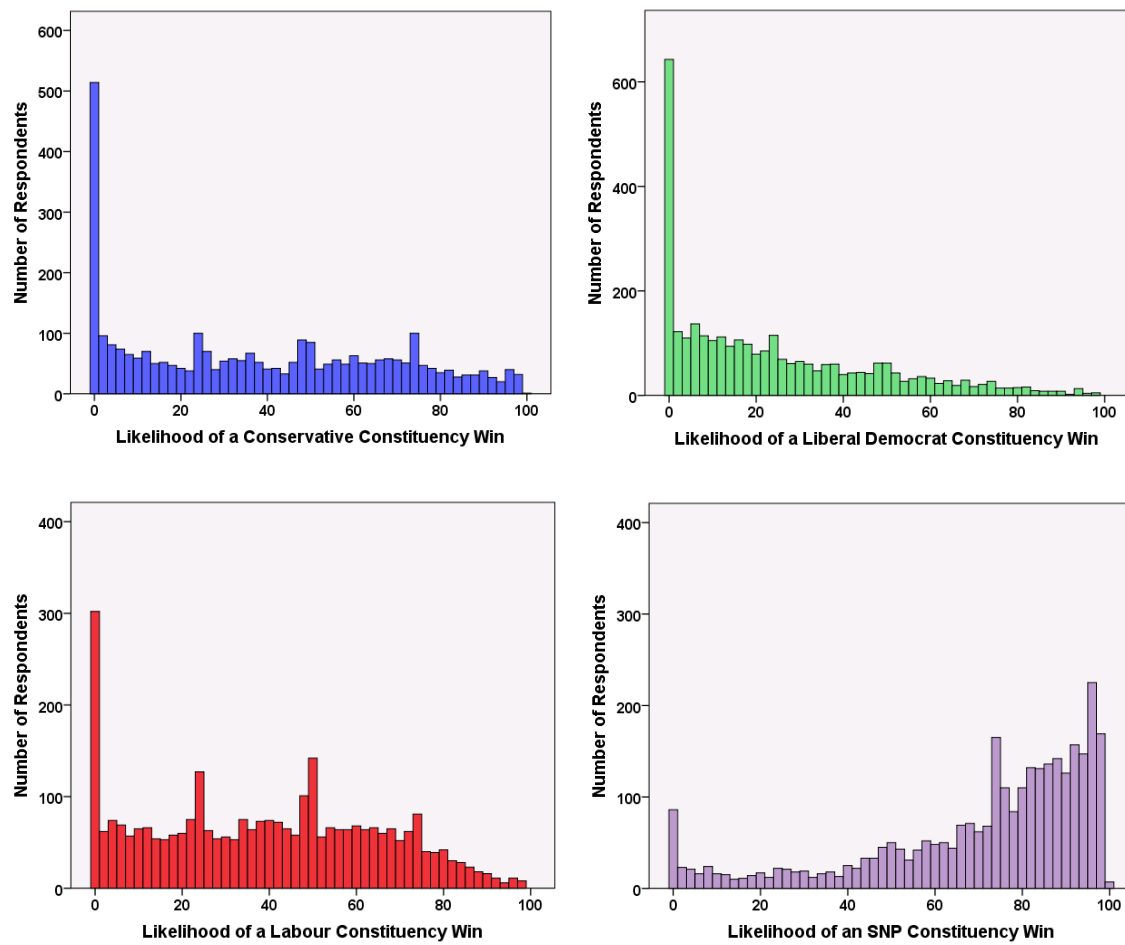 600
500
400
300
200
100
0
Number of Respondents
0 20 40 60 80 100
Likelihood of a Conservative Constituency Win
600
400
200
0
Number of Respondents
0 20 40 60 80 100
Likelihood of a Liberal Democrat Constituency Win
400
300
200
100
0
Number of Respondents
0 20 40 60 80 100
Likelihood of a Labour Constituency Win
400
300
200
100
0
Number of Respondents
0 20 40 60 80 100
Likelihood of an SNP Constituency Win